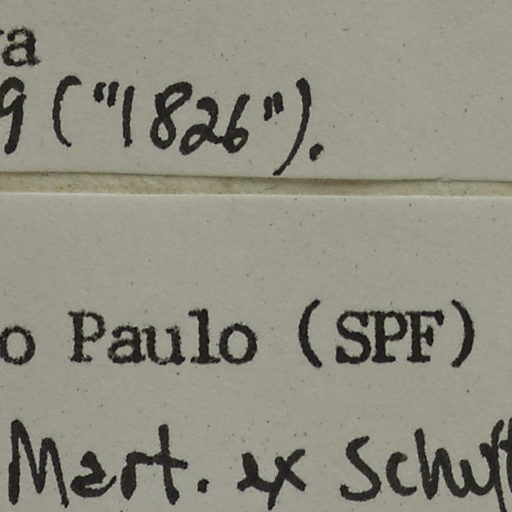 a
9 ("1826").
o Paulo (SPF)
Mart. ex Schu